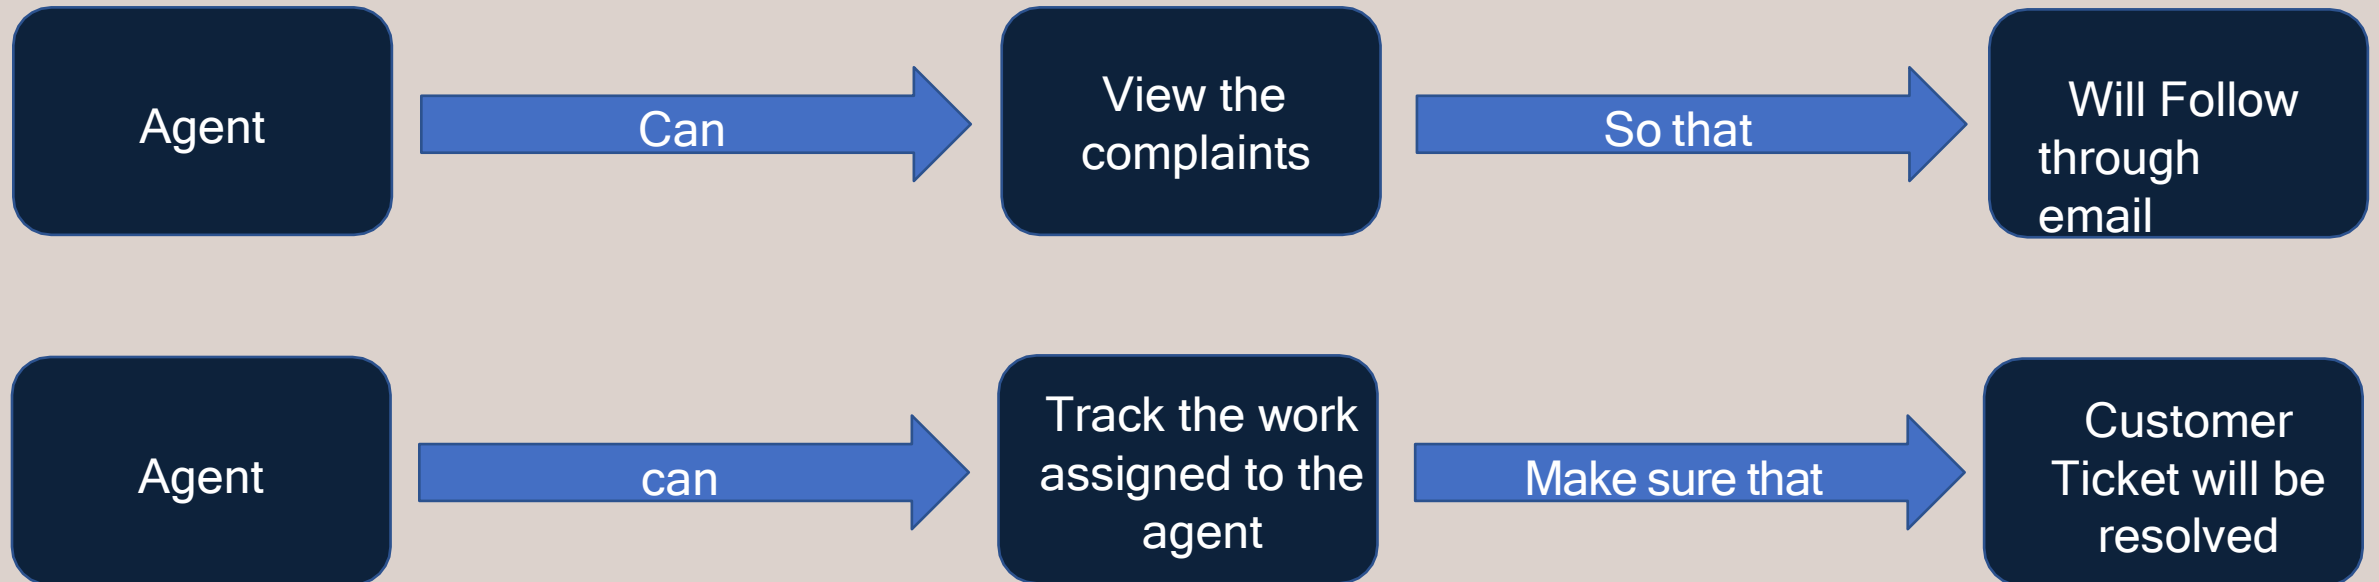 Agent
Can
View the
complaints
So that
Will Follow
through
email
Agent
can
Track the work
assigned to the
agent
Make sure that
Customer
Ticket will be
resolved